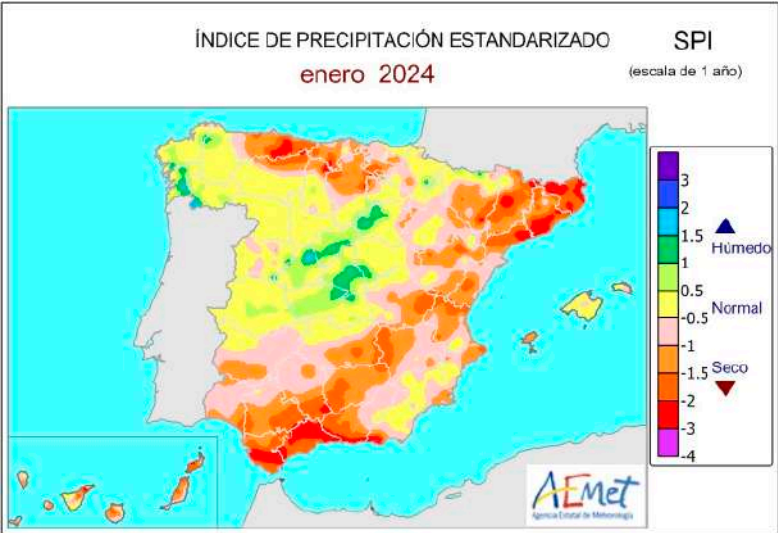 ÍNDICE DE PRECIPITACIÓN ESTANDARIZADO
SPI
enero 2024
(escala de 1 año)
3
2
1.5
1
0.5
-0.5
-1
-1.5
-2
-3
-4
Húmedo
Normal
Seco
AEmet
Agencia Estatal de Meteorología